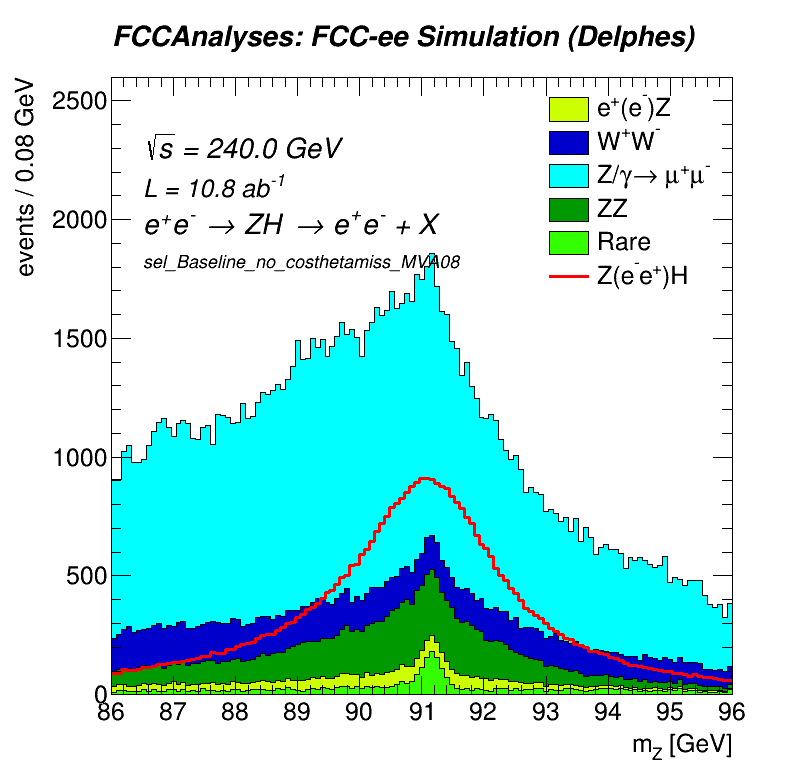 FCCAnalyses: FCC-ee Simulation (Delphes)
events / 0.08 GeV
2500
2000
1500
1000
500
0
√s = 240.0 GeV
L = 10.8 ab⁻¹
e⁺e⁻ → ZH → e⁺e⁻ + X
sel_Baseline_no_costhetamiss_MVA08
e⁺(e⁻)Z
W⁺W⁻
Z/γ→ μ⁺μ⁻
ZZ
Rare
Z(e⁻e⁺)H
86 87 88 89 90 91 92 93 94 95 96
m_Z [GeV]